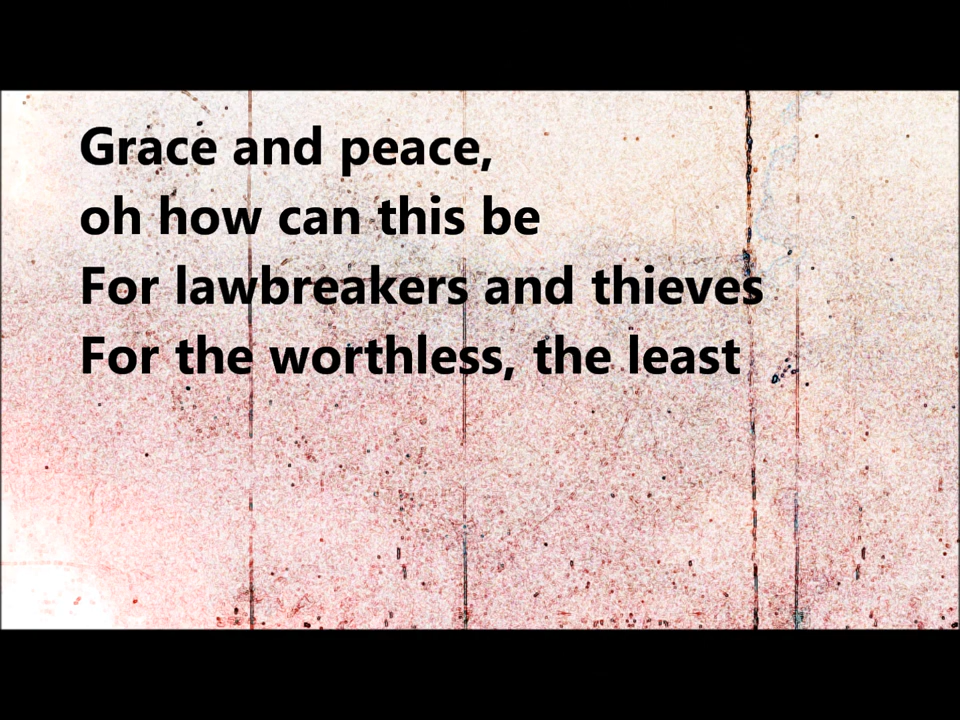 Grace and peace,
oh how can this be
For lawbreakers and thieves
For the worthless, the least